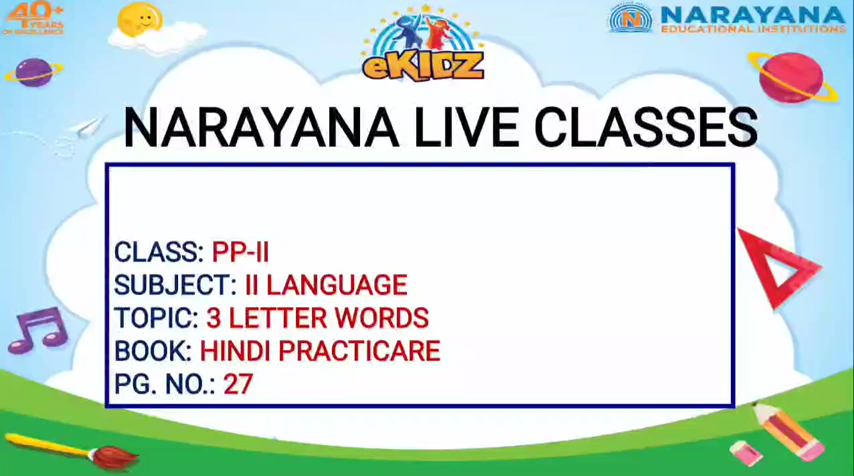 40+
YEARS
OF EXCELLENCE
eKIDZ
NARAYANA
EDUCATIONAL INSTITUTIONS
NARAYANA LIVE CLASSES
CLASS: PP-II
SUBJECT: II LANGUAGE
TOPIC: 3 LETTER WORDS
BOOK: HINDI PRACTICARE
PG. NO.: 27